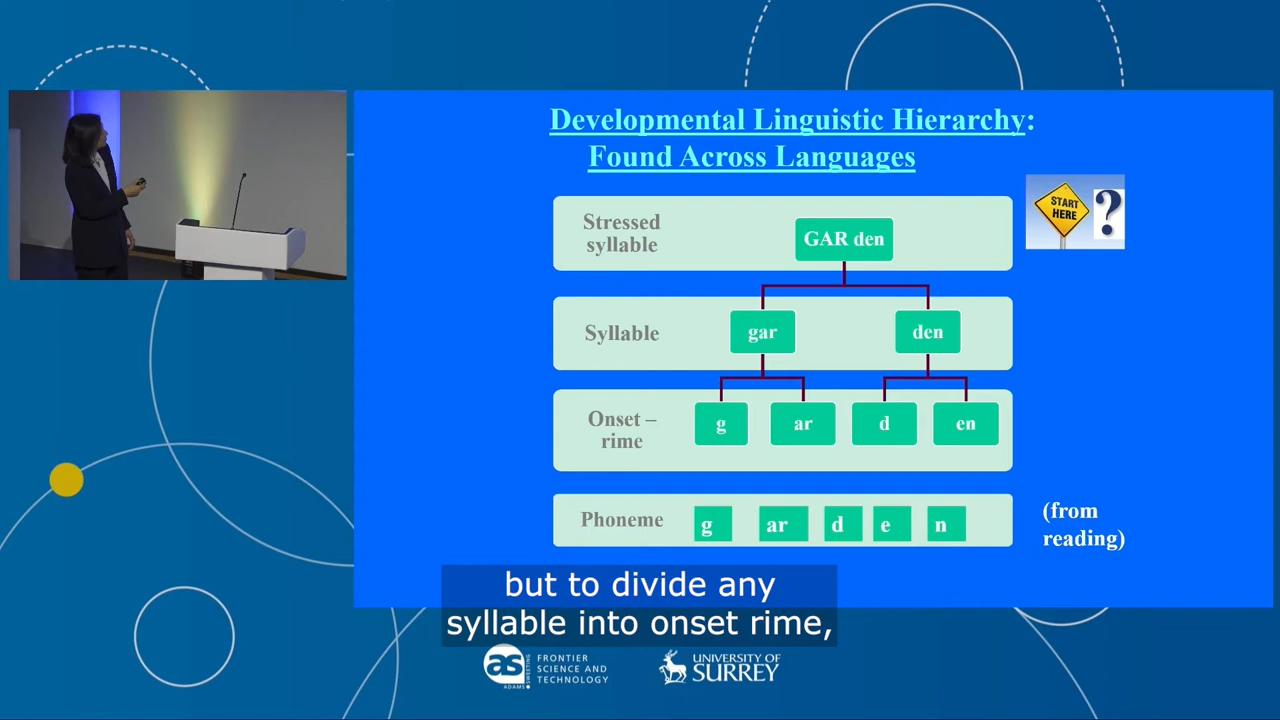 Developmental Linguistic Hierarchy:
Found Across Languages
START
HERE
?
Stressed
syllable
GAR den
Syllable
gar
den
Onset –
rime
g
ar
d
en
Phoneme
g
ar
d
e
n
(from
reading)
but to divide any
syllable into onset rime,
as
ADAMS
SWEETING
FRONTIER
SCIENCE AND
TECHNOLOGY
UNIVERSITY OF
SURREY